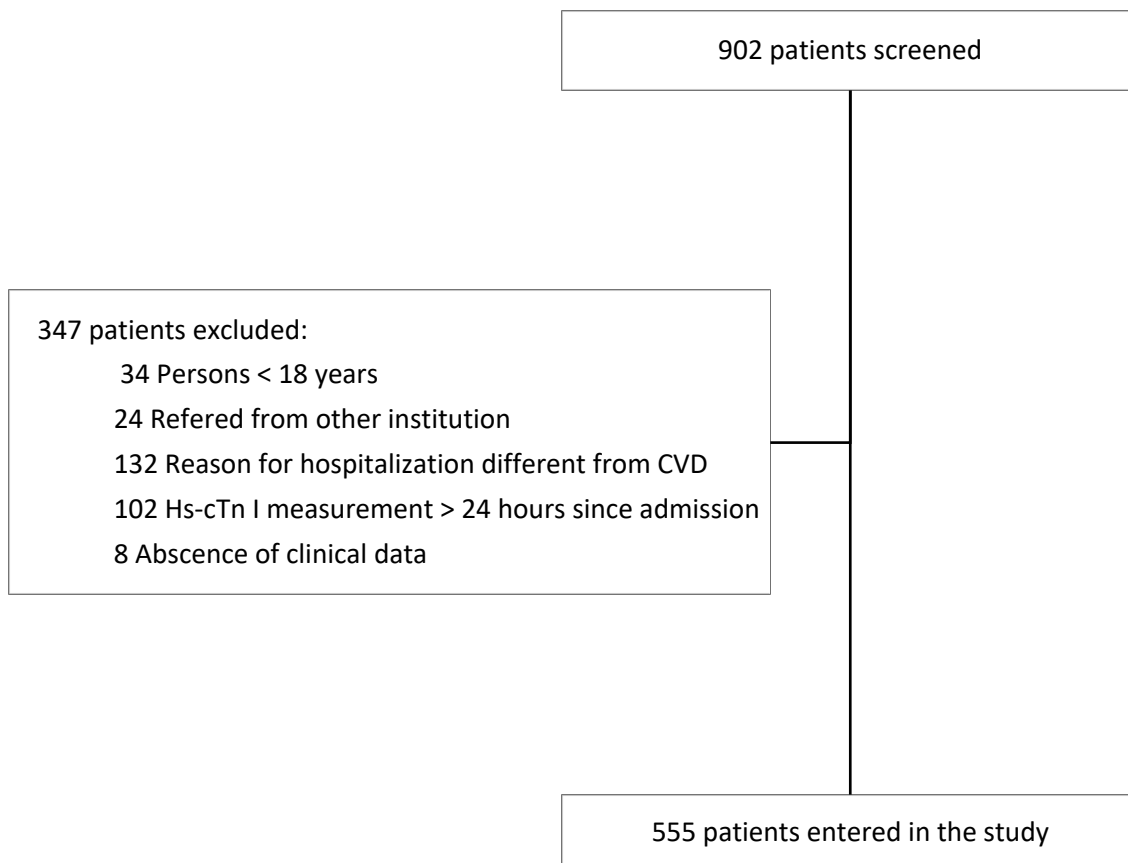 902 patients screened
347 patients excluded:
34 Persons < 18 years
24 Refered from other institution
132 Reason for hospitalization different from CVD
102 Hs-cTn I measurement > 24 hours since admission
8 Abscence of clinical data
555 patients entered in the study